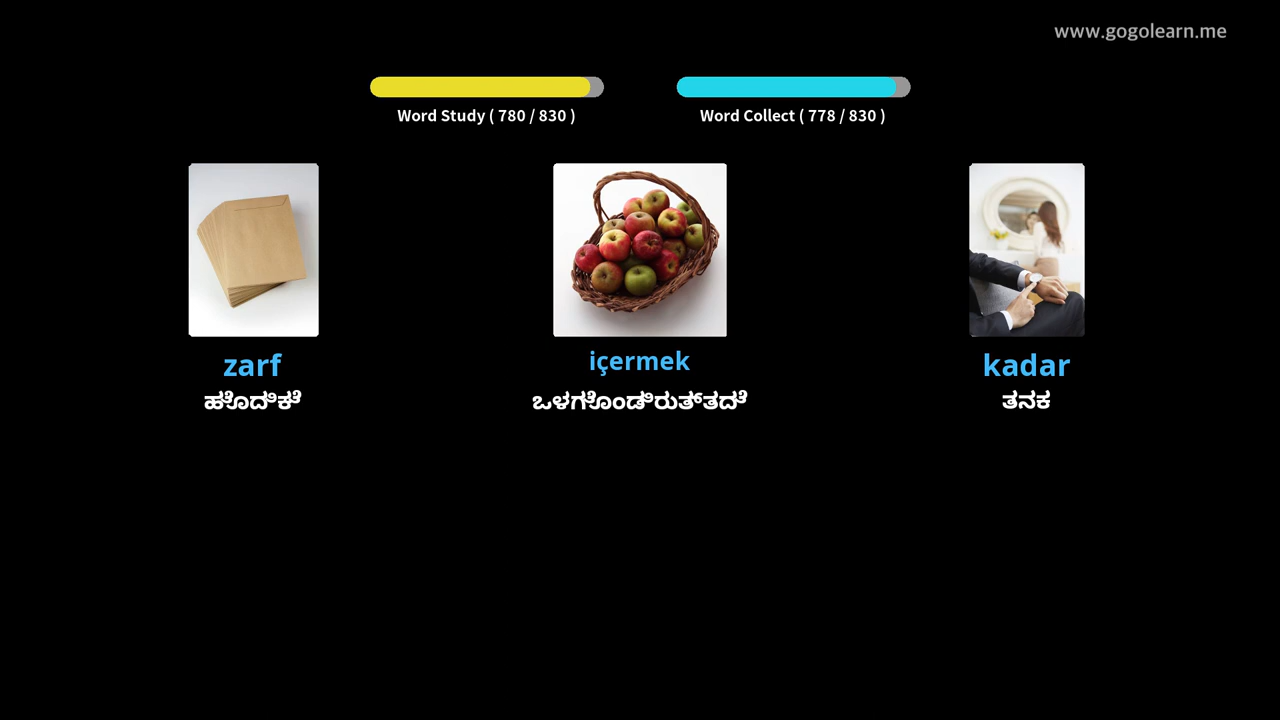 www.gogolearn.me
Word Study ( 780 / 830 )
Word Collect ( 778 / 830 )
zarf
içermek
kadar
ಹೊದಿಕೆ
ಒಳಗೊಂಡಿರುತ್ತದೆ
ತನಕ